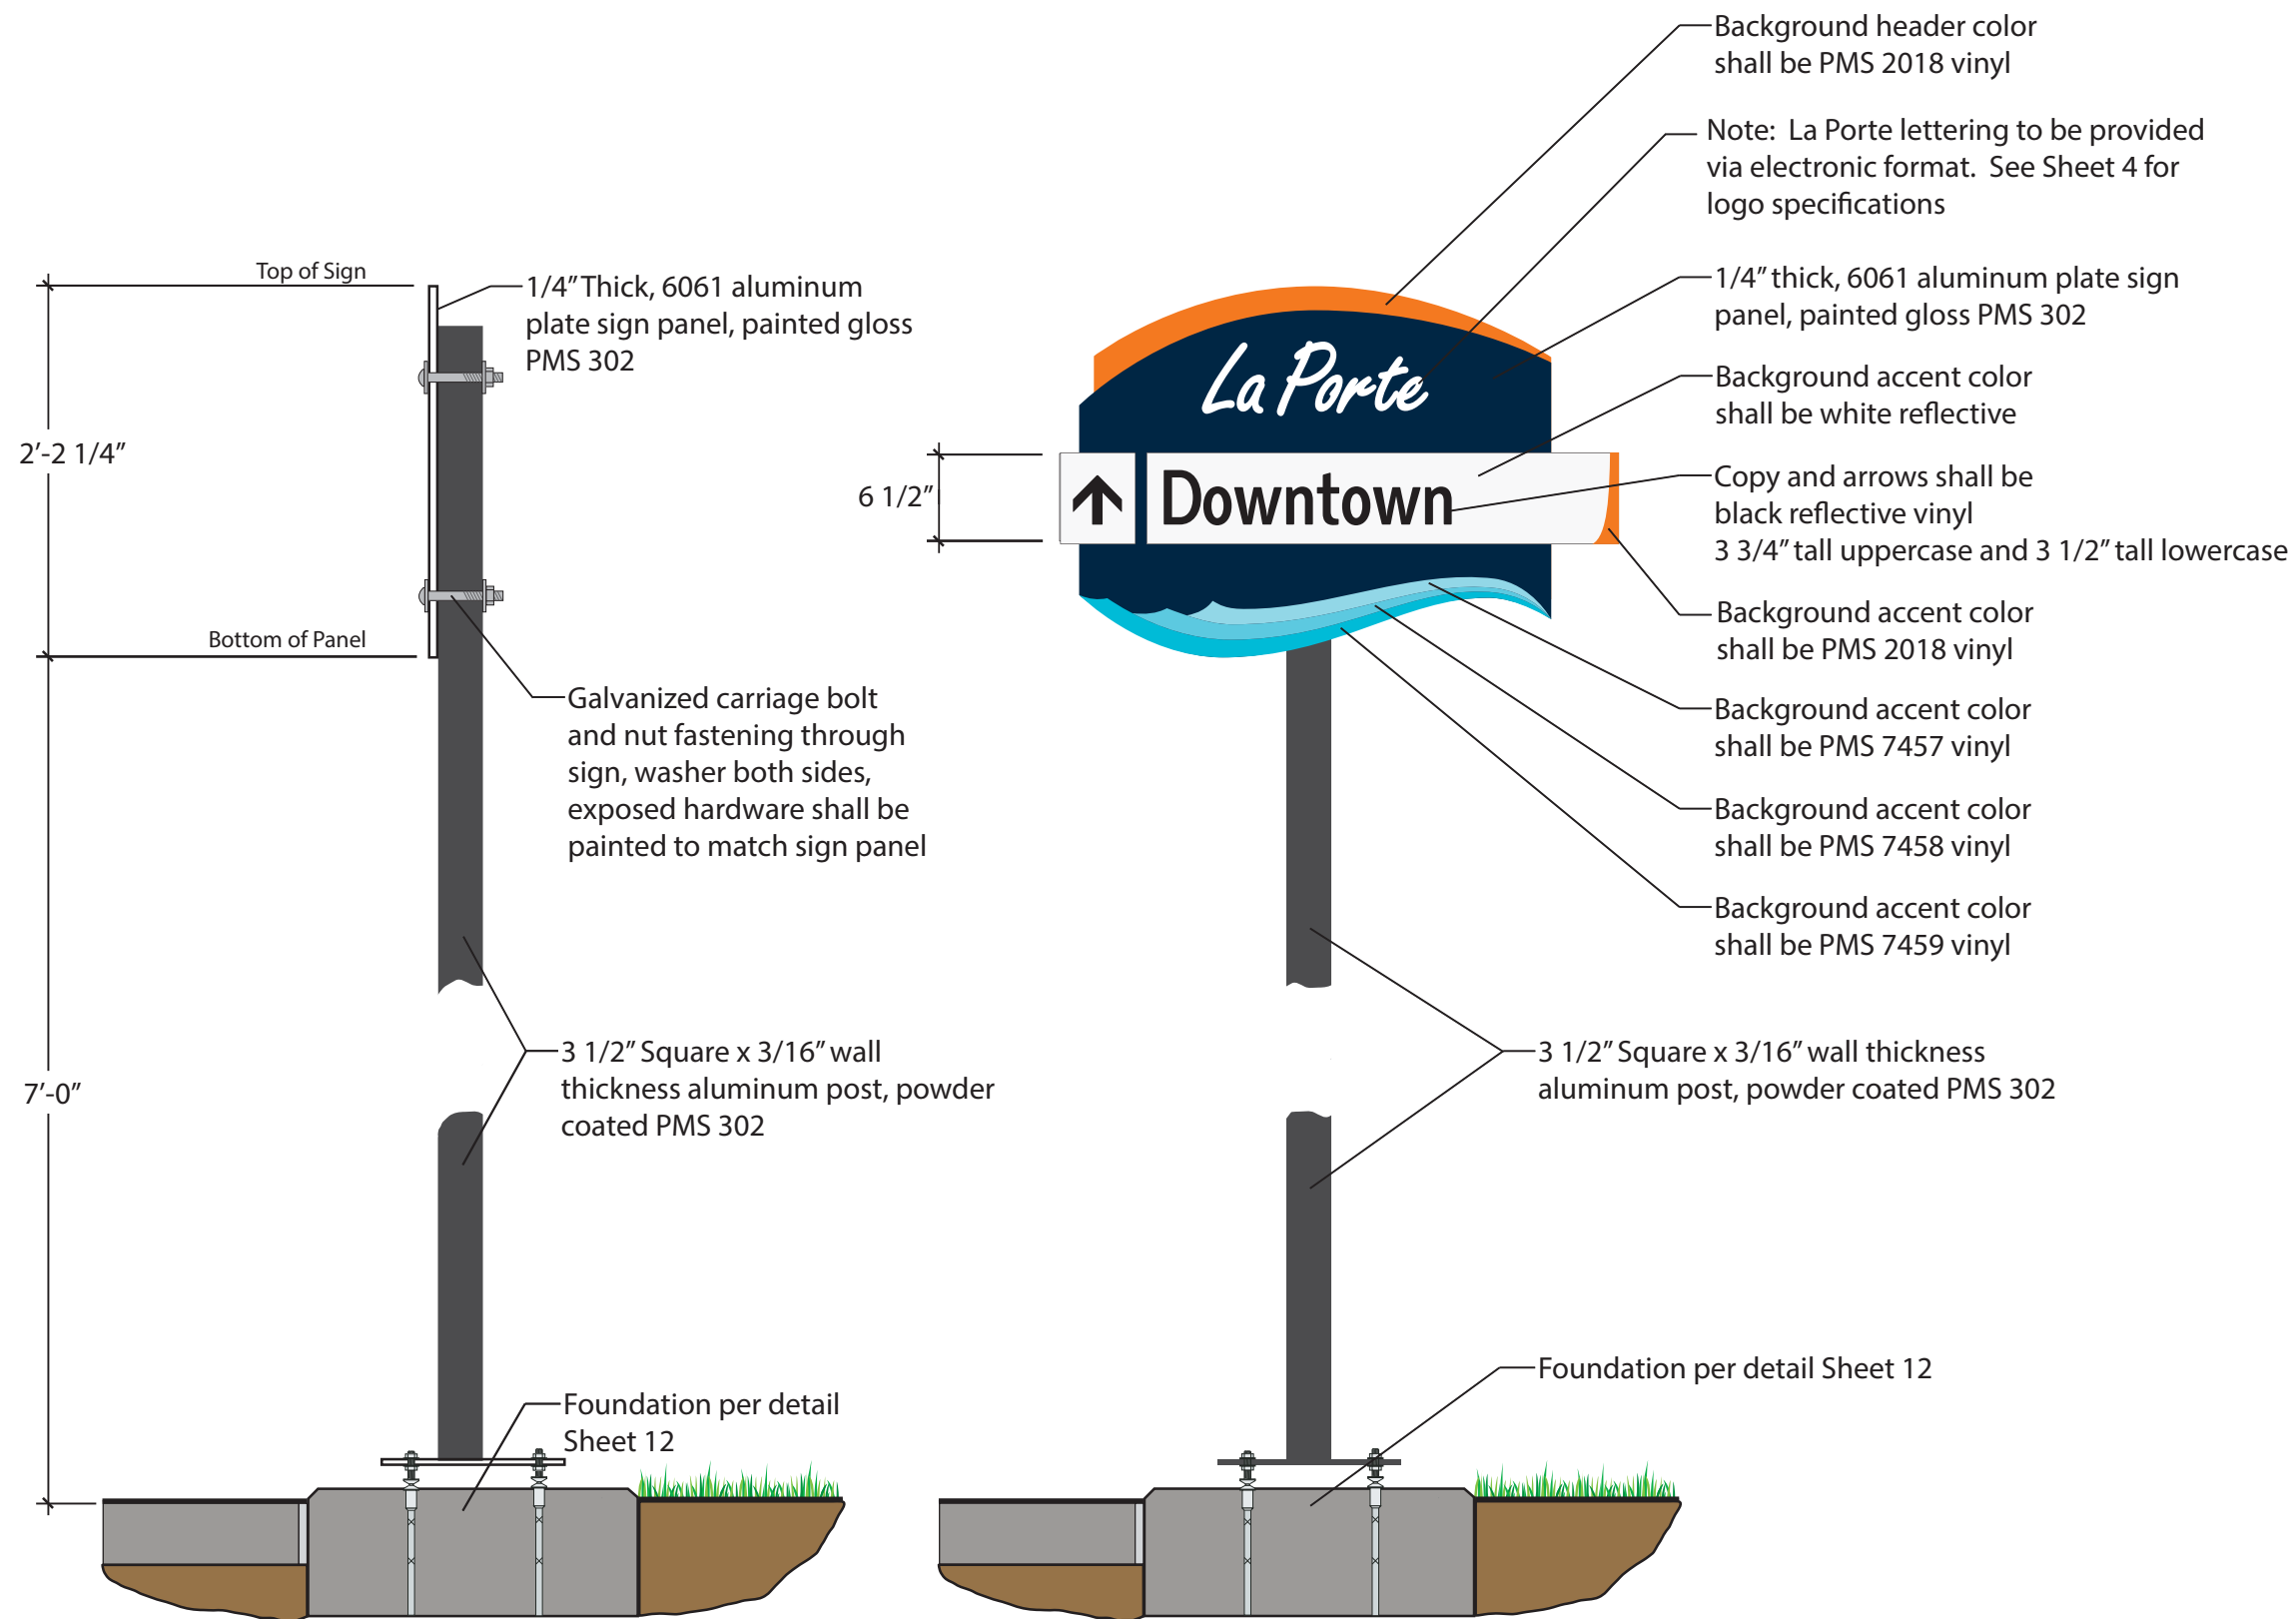 Top of Sign
1/4” Thick, 6061 aluminum
plate sign panel, painted gloss
PMS 302
2’-2 1/4”
Bottom of Panel
Galvanized carriage bolt
and nut fastening through
sign, washer both sides,
exposed hardware shall be
painted to match sign panel
7’-0”
3 1/2” Square x 3/16” wall
thickness aluminum post, powder
coated PMS 302
Foundation per detail
Sheet 12
Background header color
shall be PMS 2018 vinyl
Note:  La Porte lettering to be provided
via electronic format.  See Sheet 4 for
logo specifications
1/4” thick, 6061 aluminum plate sign
panel, painted gloss PMS 302
Background accent color
shall be white reflective
Copy and arrows shall be
black reflective vinyl
3 3/4” tall uppercase and 3 1/2” tall lowercase
Background accent color
shall be PMS 2018 vinyl
Background accent color
shall be PMS 7457 vinyl
Background accent color
shall be PMS 7458 vinyl
Background accent color
shall be PMS 7459 vinyl
La Porte
6 1/2”
Downtown
3 1/2” Square x 3/16” wall thickness
aluminum post, powder coated PMS 302
Foundation per detail Sheet 12